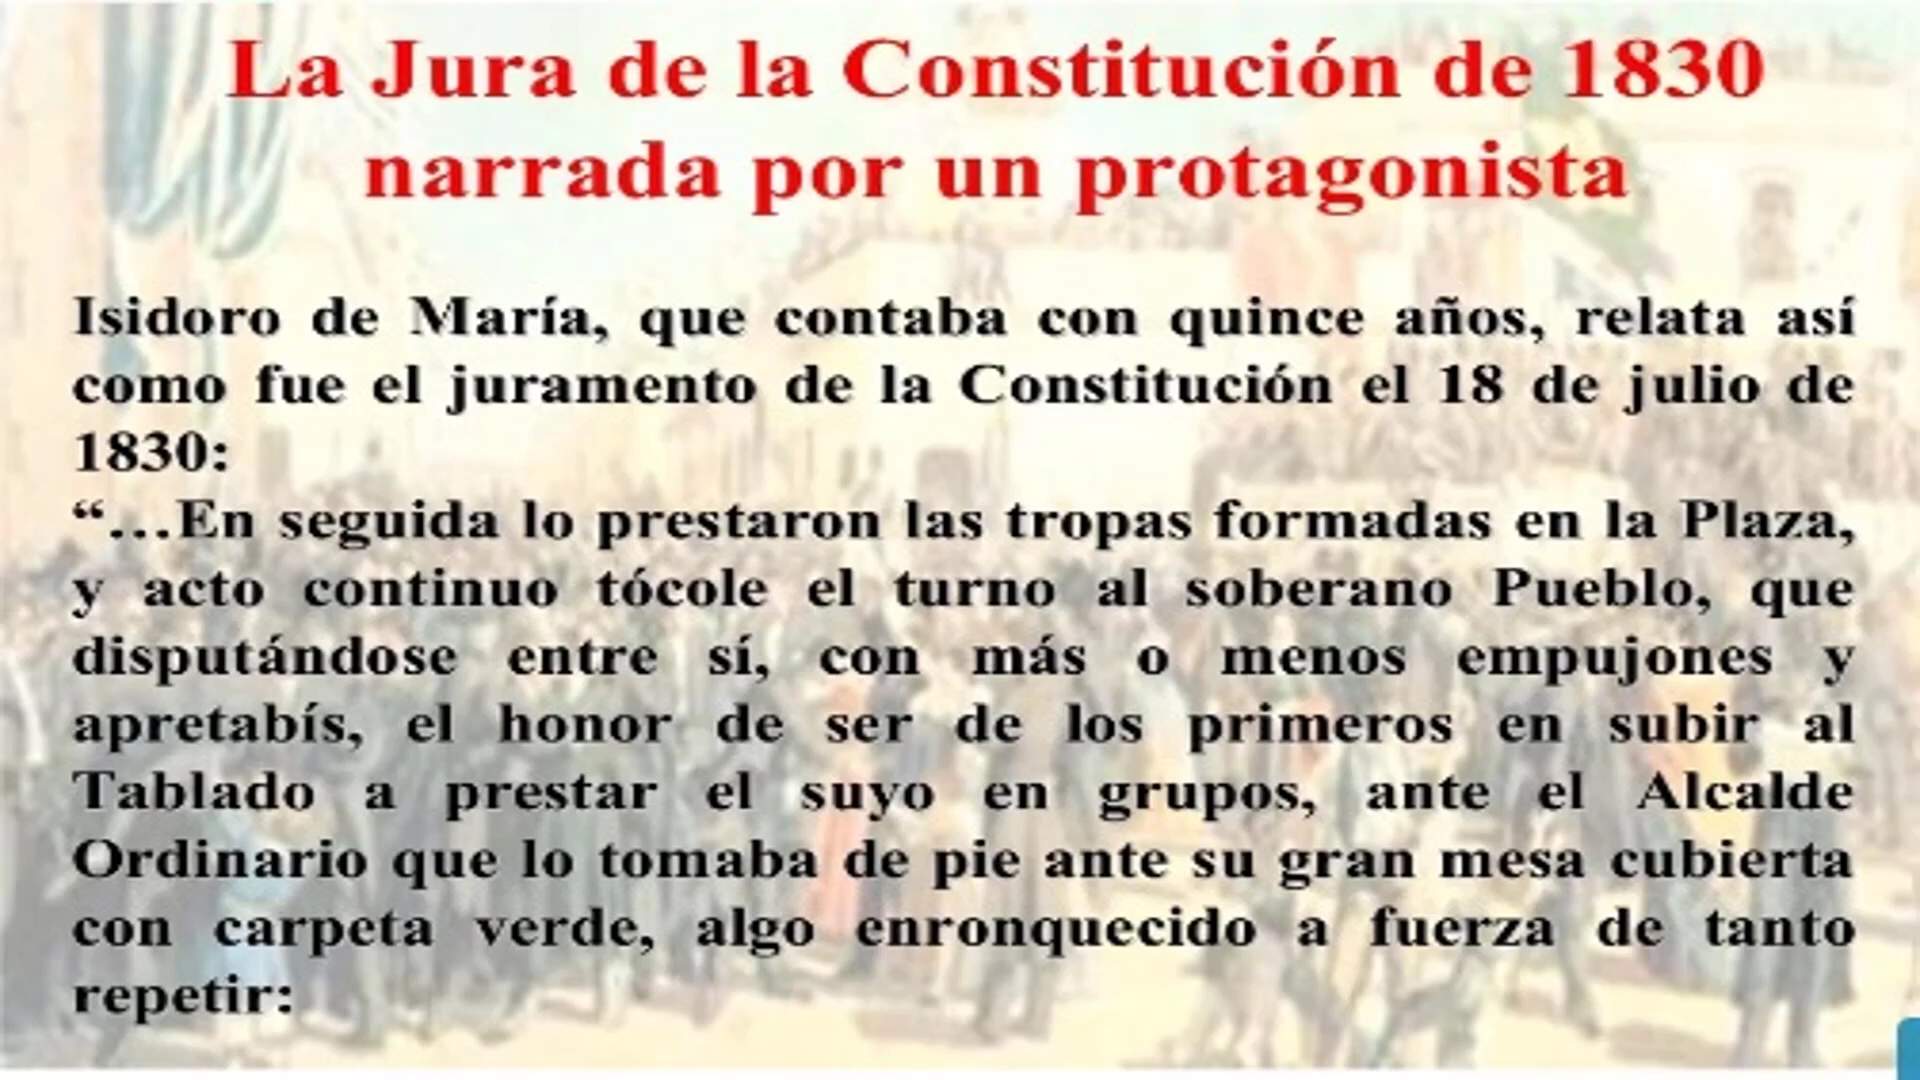 La Jura de la Constitución de 1830
narrada por un protagonista
Isidoro de María, que contaba con quince años, relata así
como fue el juramento de la Constitución el 18 de julio de
1830:
“…En seguida lo prestaron las tropas formadas en la Plaza,
y acto continuo tócole el turno al soberano Pueblo, que
disputándose entre sí, con más o menos empujones y
apretabís, el honor de ser de los primeros en subir al
Tablado a prestar el suyo en grupos, ante el Alcalde
Ordinario que lo tomaba de pie ante su gran mesa cubierta
con carpeta verde, algo enronquecido a fuerza de tanto
repetir: